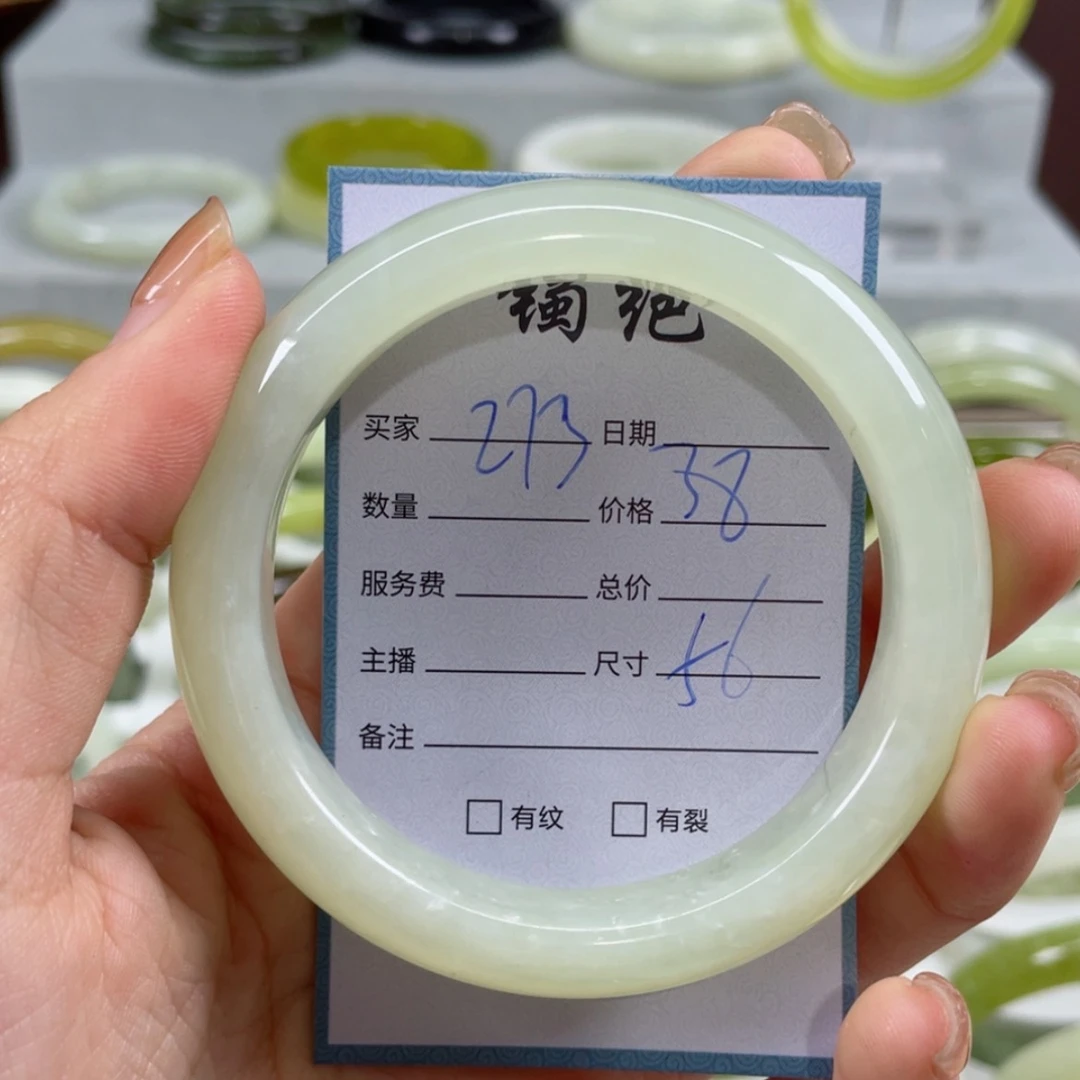 镯
买家 273 日期
数量 价格 38
服务费 总价
主播 尺寸 56
备注
□有纹 □有裂